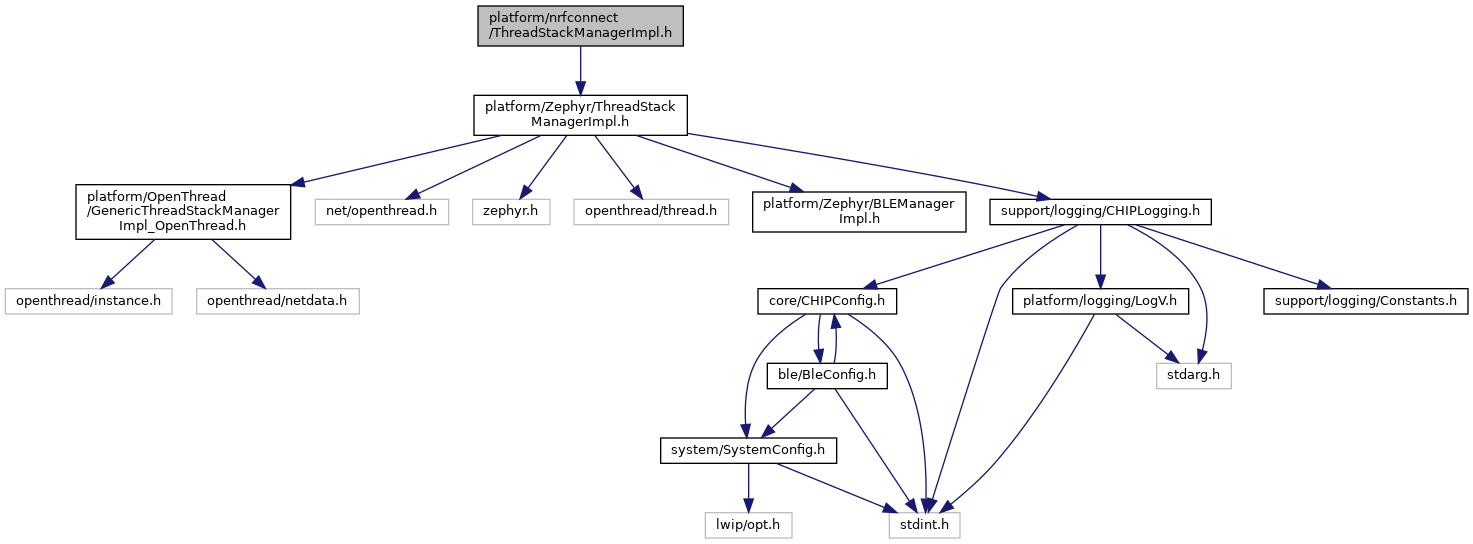 platform/nrfconnect
/ThreadStackManagerImpl.h
platform/Zephyr/ThreadStack
ManagerImpl.h
platform/OpenThread
/GenericThreadStackManager
Impl_OpenThread.h
net/openthread.h
zephyr.h
openthread/thread.h
platform/Zephyr/BLEManager
Impl.h
support/logging/CHIPLogging.h
openthread/instance.h
openthread/netdata.h
core/CHIPConfig.h
platform/logging/LogV.h
support/logging/Constants.h
ble/BleConfig.h
stdarg.h
system/SystemConfig.h
lwip/opt.h
stdint.h